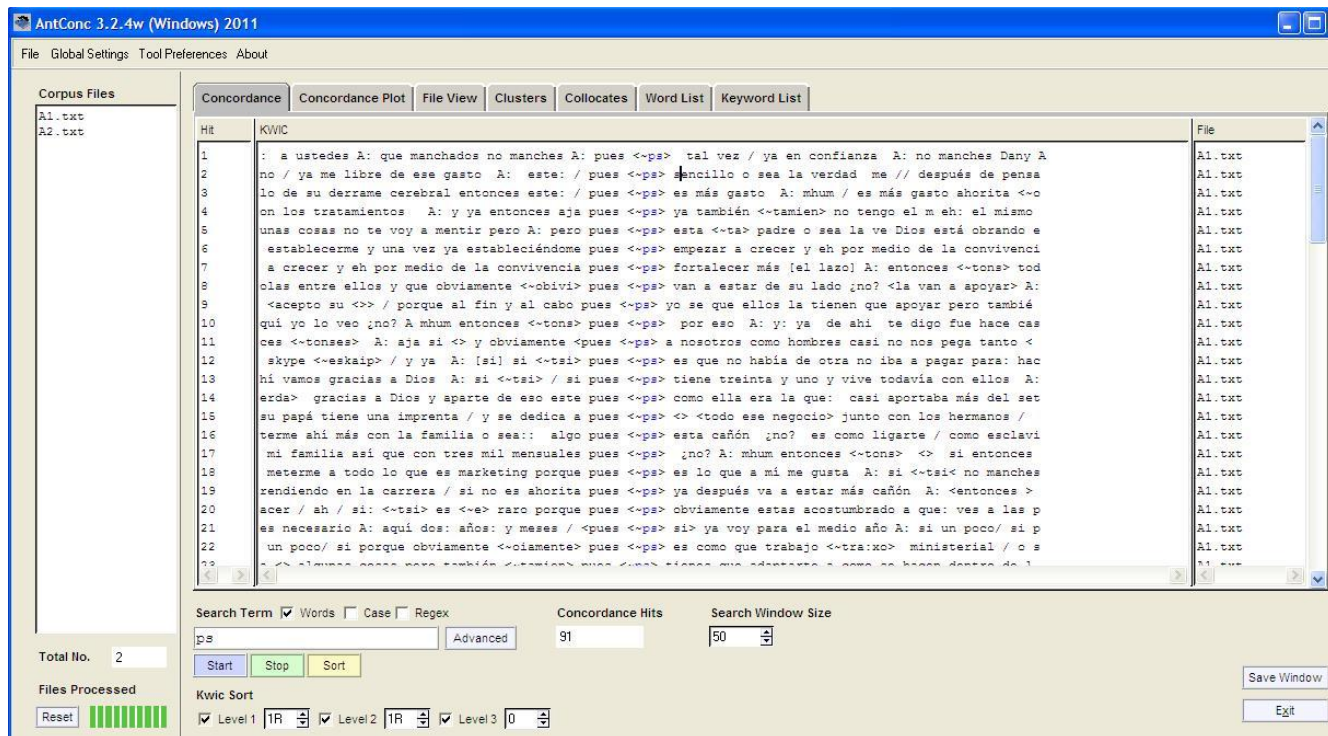 AntConc 3.2.4w (Windows) 2011
File Global Settings Tool Preferences About
Corpus Files
A1.txt
A2.txt
Concordance Concordance Plot File View Clusters Collocates Word List Keyword List
Hit KWIC File
1 : a ustedes A: que manchados no manches A: pues <~ps> tal vez / ya en confianza A: no manches Dany A A1.txt
2 no / ya me libre de ese gasto A: este: / pues <~ps> sencillo o sea la verdad me // después de pensa A1.txt
3 lo de su derrame cerebral entonces este: / pues <~ps> es más gasto A: mhum / es más gasto ahorita <~o A1.txt
4 on los tratamientos A: y ya entonces aja pues <~ps> ya también <~tamien> no tengo el m eh: el mismo A1.txt
5 unas cosas no te voy a mentir pero A: pero pues <~ps> esta <~ta> padre o sea la ve Dios está obrando e A1.txt
6 establecerme y una vez ya estableciéndome pues <~ps> empezar a crecer y eh por medio de la convivenci A1.txt
7 a crecer y eh por medio de la convivencia pues <~ps> fortalecer más [el lazo] A: entonces <~tons> tod A1.txt
8 olas entre ellos y que obviamente <~obivi> pues <~ps> van a estar de su lado ¿no? <la van a apoyar> A: A1.txt
9 <acepto su <>> / porque al fin y al cabo pues <~ps> yo se que ellos la tienen que apoyar pero tambié A1.txt
10 quí yo lo veo ¿no? A mhum entonces <~tons> pues <~ps> por eso A: y: ya de ahi te digo fue hace cas A1.txt
11 ces <~tonses> A: aja si <> y obviamente <pues <~ps> a nosotros como hombres casi no nos pega tanto < A1.txt
12 skype <~eskaip> / y ya A: [si] si <~tsi> pues <~ps> es que no había de otra no iba a pagar para: hac A1.txt
13 hí vamos gracias a Dios A: si <~tsi> / si pues <~ps> tiene treinta y uno y vive todavía con ellos A: A1.txt
14 erda> gracias a Dios y aparte de eso este pues <~ps> como ella era la que: casi aportaba más del set A1.txt
15 su papá tiene una imprenta / y se dedica a pues <~ps> <> <todo ese negocio> junto con los hermanos / A1.txt
16 terme ahí más con la familia o sea:: algo pues <~ps> esta cañón ¿no? es como ligarte / como esclavi A1.txt
17 mi familia así que con tres mil mensuales pues <~ps> ¿no? A: mhum entonces <~tons> <> si entonces A1.txt
18 meterme a todo lo que es marketing porque pues <~ps> es lo que a mí me gusta A: si <~tsi< no manches A1.txt
19 rendiendo en la carrera / si no es ahorita pues <~ps> ya después va a estar más cañón A: <entonces > A1.txt
20 acer / ah / si: <~tsi> es <~e> raro porque pues <~ps> obviamente estas acostumbrado a que: ves a las p A1.txt
21 es necesario A: aquí dos: años: y meses / <pues <~ps> si> ya voy para el medio año A: si un poco/ si p A1.txt
22 un poco/ si porque obviamente <~oiamente> pues <~ps> es como que trabajo <~tra:xo> ministerial / o s A1.txt
Search Term Words Case Regex Concordance Hits Search Window Size
ps Advanced 91 50
Total No. 2
Start Stop Sort
Save Window
Files Processed
Kwic Sort
Reset Level 1 1R Level 2 1R Level 3 0 Exit